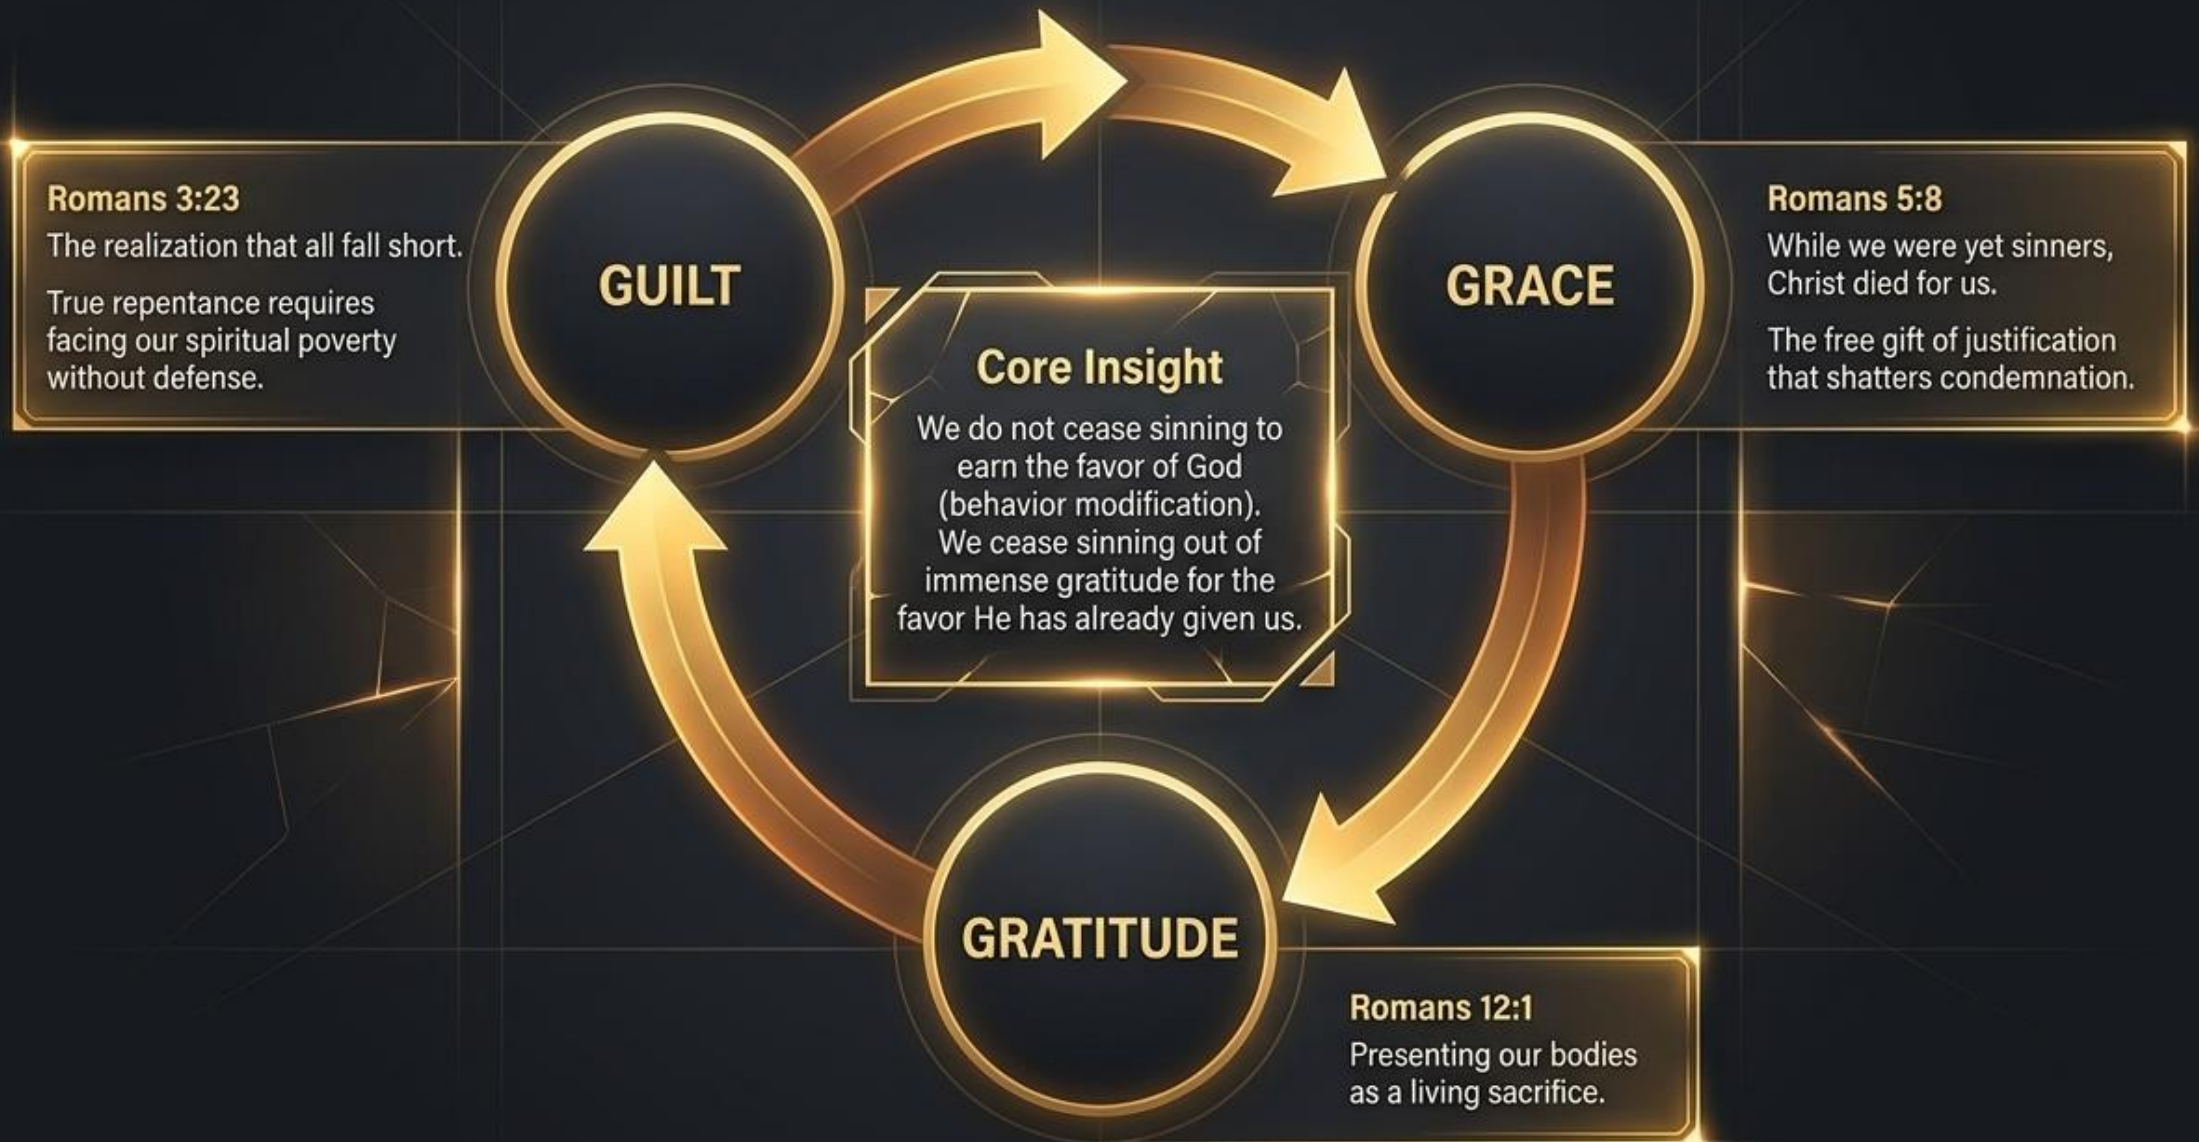 Romans 3:23
The realization that all fall short.
True repentance requires
facing our spiritual poverty
without defense.
GUILT
GRACE
Romans 5:8
While we were yet sinners,
Christ died for us.
The free gift of justification
that shatters condemnation.
Core Insight
We do not cease sinning to
earn the favor of God
(behavior modification).
We cease sinning out of
immense gratitude for the
favor He has already given us.
GRATITUDE
Romans 12:1
Presenting our bodies
as a living sacrifice.